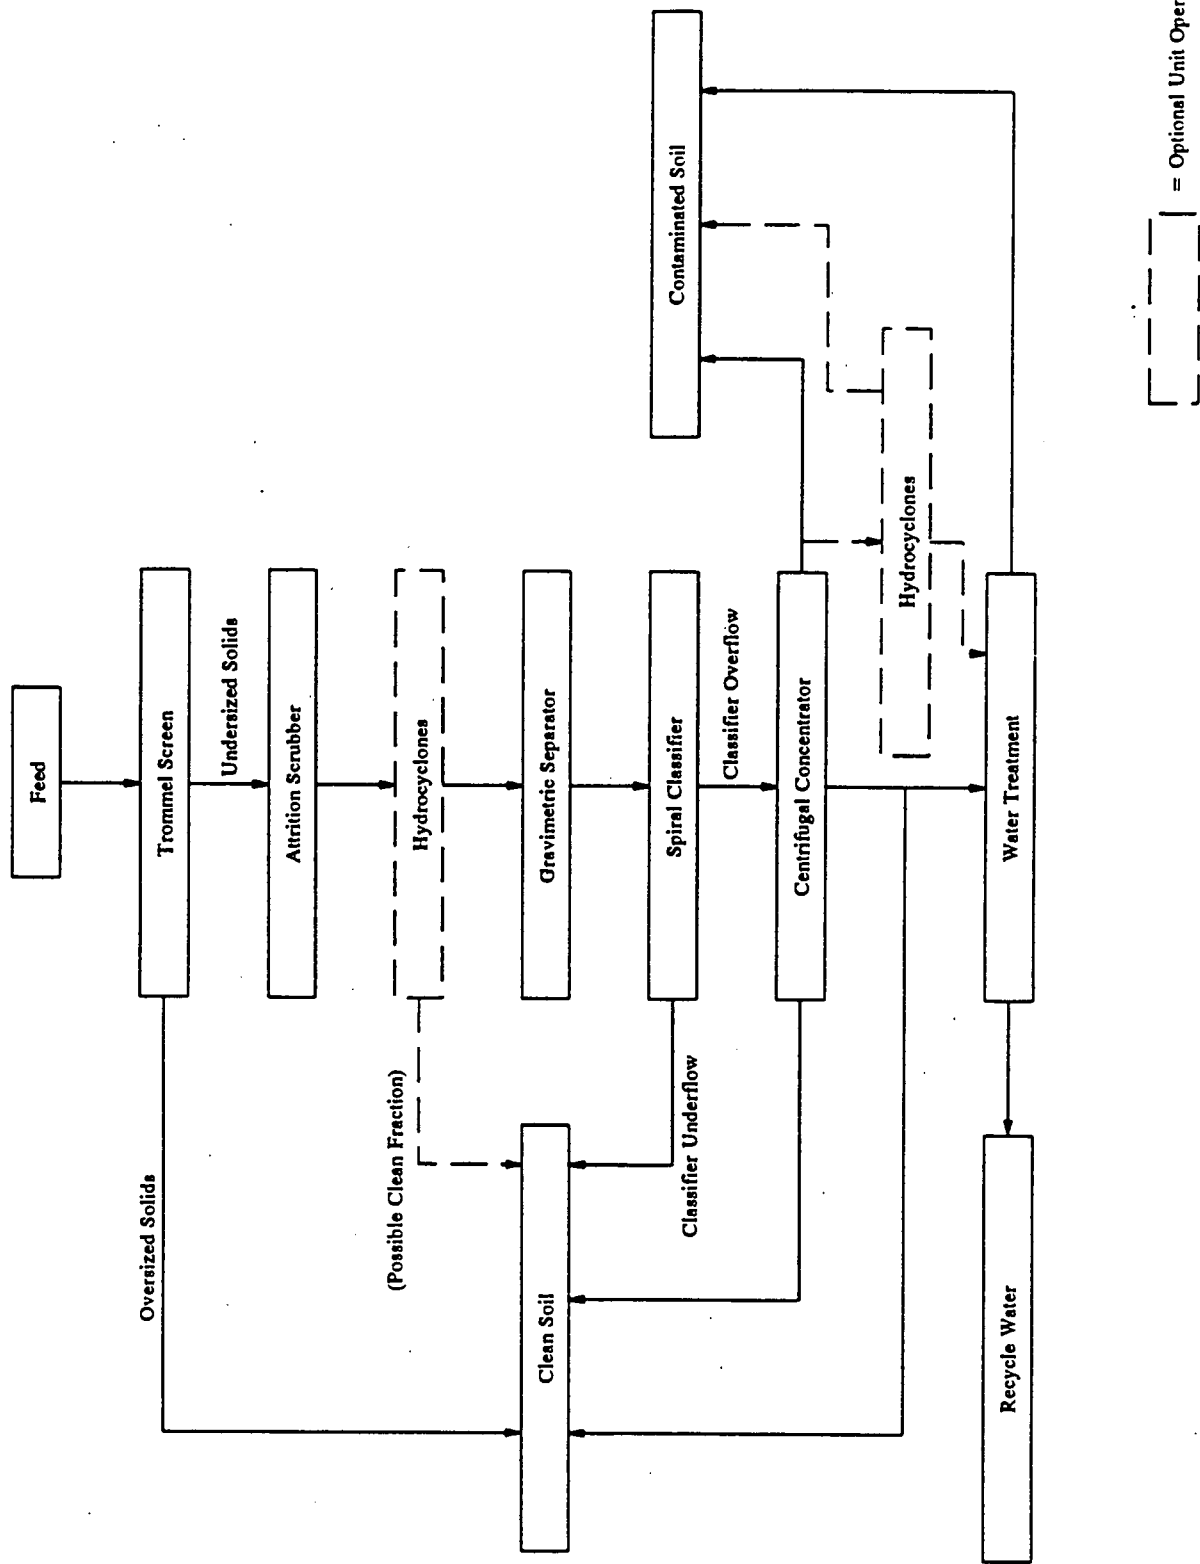 Feed
Trommel Screen
Oversized Solids
Undersized Solids
Attrition Scrubber
Hydrocyclones
(Possible Clean Fraction)
Gravimetric Separator
Clean Soil
Spiral Classifier
Contaminated Soil
Classifier Underflow
Classifier Overflow
Centrifugal Concentrator
Hydrocyclones
Water Treatment
Recycle Water
= Optional Unit Oper